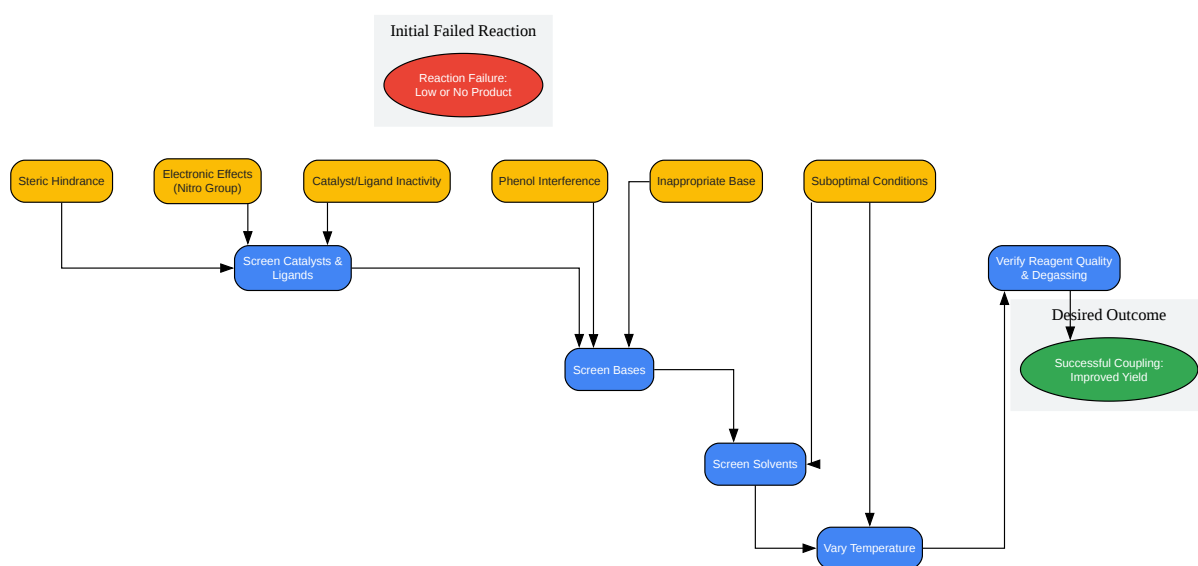 Initial Failed Reaction
Reaction Failure:
Low or No Product
Steric Hindrance
Electronic Effects
(Nitro Group)
Catalyst/Ligand Inactivity
Phenol Interference
Inappropriate Base
Suboptimal Conditions
Screen Catalysts &
Ligands
Verify Reagent Quality
& Degassing
Desired Outcome
Successful Coupling:
Improved Yield
Screen Bases
Screen Solvents
Vary Temperature